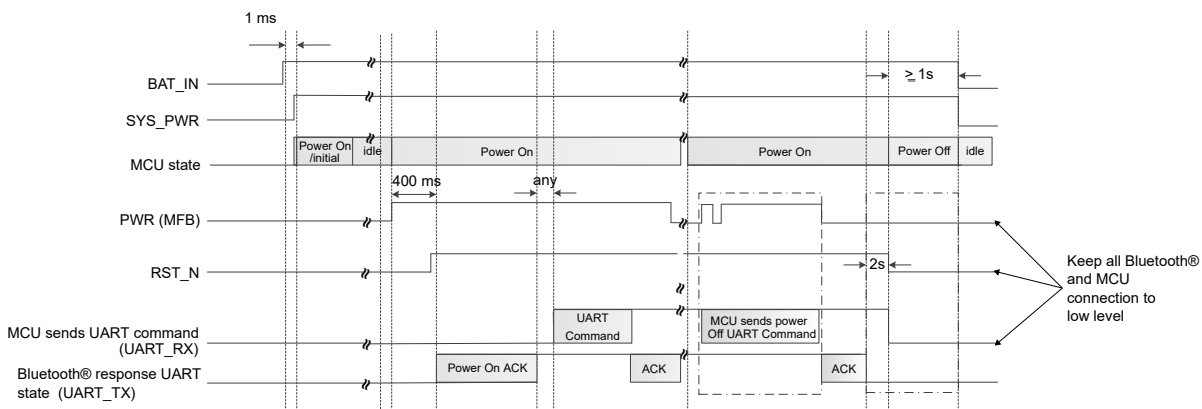 1 ms
BAT_IN
≥ 1s
SYS_PWR
MCU state
Power On
/initial
idle
Power On
Power On
Power Off
idle
400 ms
any
PWR (MFB)
RST_N
2s
Keep all Bluetooth®
and MCU
connection to
low level
MCU sends UART command
(UART_RX)
UART
Command
MCU sends power
Off UART Command
Bluetooth® response UART
state (UART_TX)
Power On ACK
ACK
ACK